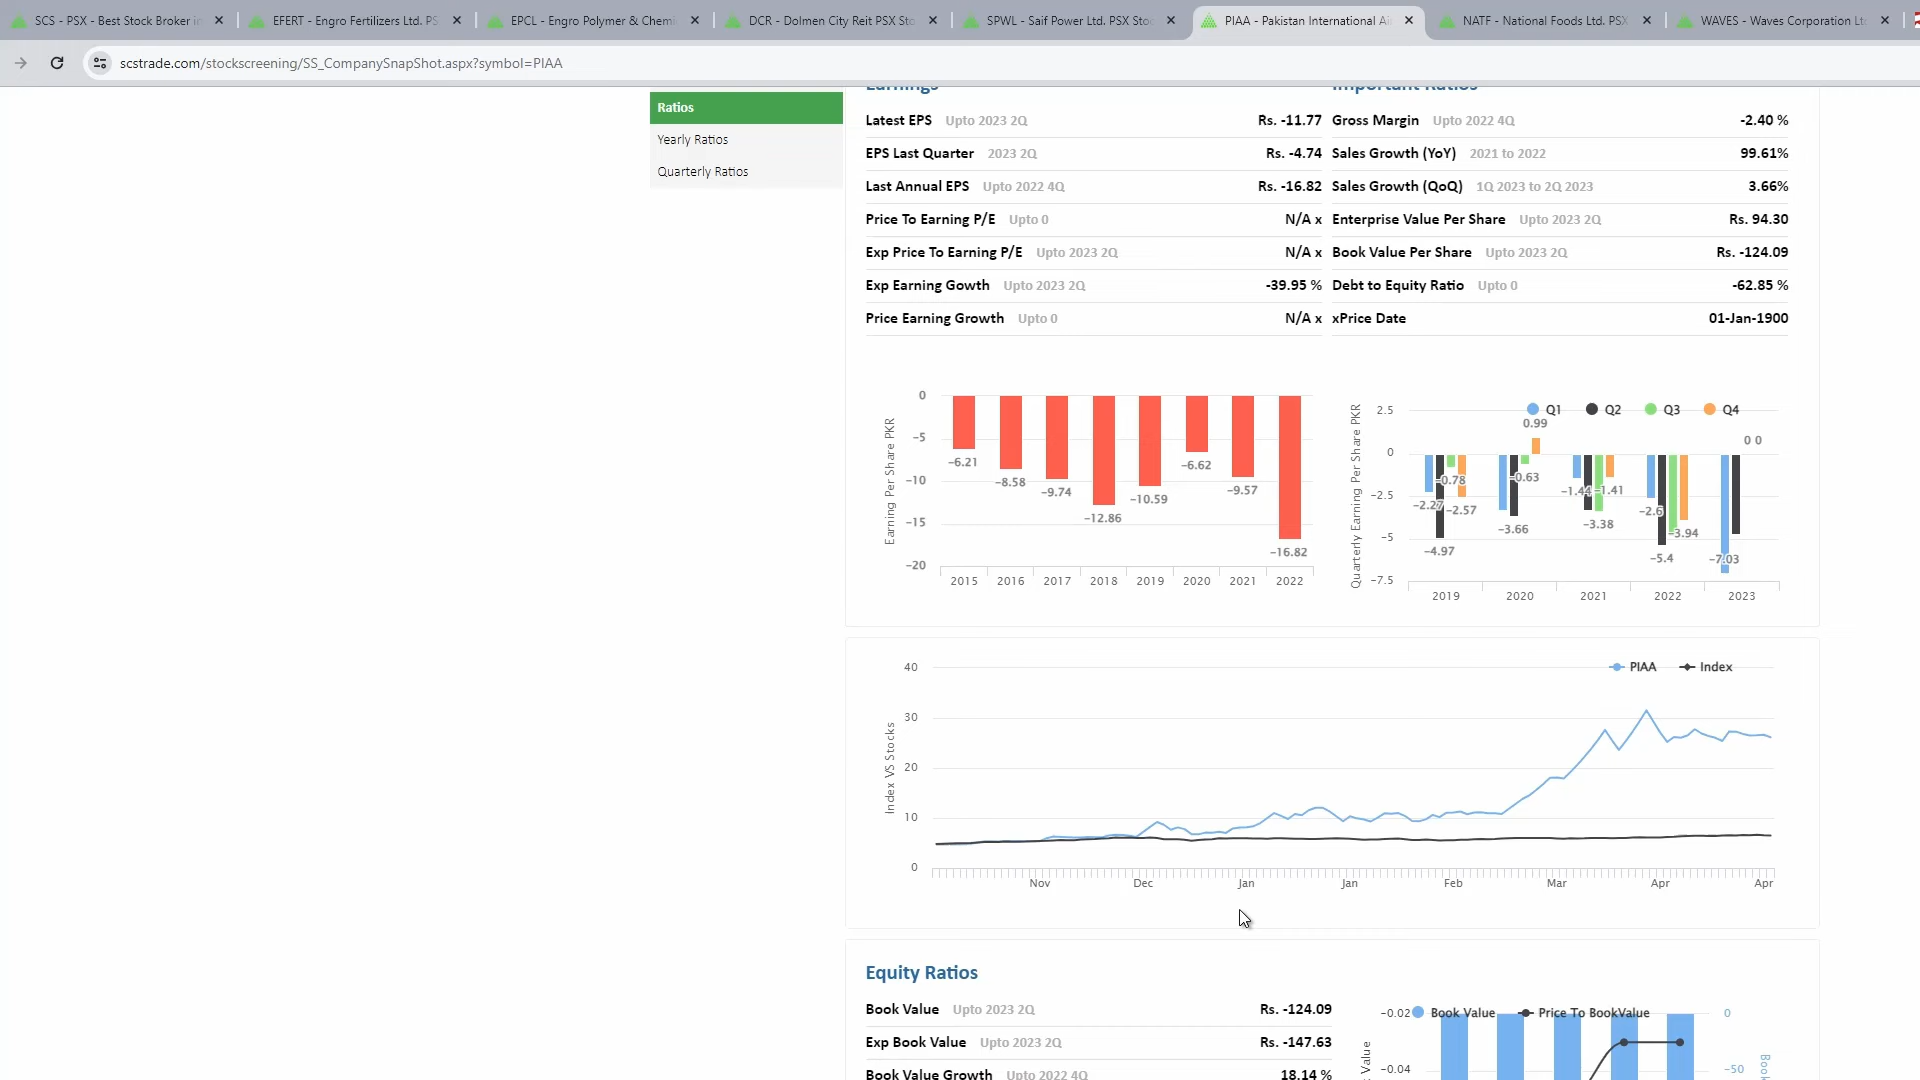 SCS - PSX - Best Stock Broker in
EFERT - Engro Fertilizers Ltd. PS
EPCL - Engro Polymer & Chemi
DCR - Dolmen City Reit PSX Sto
SPWL - Saif Power Ltd. PSX Stoc
PIAA - Pakistan International Ai
NATF - National Foods Ltd. PSX
WAVES - Waves Corporation Lt
scstrade.com/stockscreening/SS_CompanySnapShot.aspx?symbol=PIAA
Ratios
Yearly Ratios
Quarterly Ratios
Earnings
Latest EPS Upto 2023 2Q Rs. -11.77
EPS Last Quarter 2023 2Q Rs. -4.74
Last Annual EPS Upto 2022 4Q Rs. -16.82
Price To Earning P/E Upto 0 N/A x
Exp Price To Earning P/E Upto 2023 2Q N/A x
Exp Earning Gowth Upto 2023 2Q -39.95 %
Price Earning Growth Upto 0 N/A x
Important Ratios
Gross Margin Upto 2022 4Q -2.40 %
Sales Growth (YoY) 2021 to 2022 99.61%
Sales Growth (QoQ) 1Q 2023 to 2Q 2023 3.66%
Enterprise Value Per Share Upto 2023 2Q Rs. 94.30
Book Value Per Share Upto 2023 2Q Rs. -124.09
Debt to Equity Ratio Upto 0 -62.85 %
xPrice Date 01-Jan-1900
Earning Per Share PKR
0
-5
-10
-15
-20
-6.21
-8.58
-9.74
-12.86
-10.59
-6.62
-9.57
-16.82
2015 2016 2017 2018 2019 2020 2021 2022
Quarterly Earning Per Share PKR
2.5
0
-2.5
-5
-7.5
Q1 Q2 Q3 Q4
0.99
0 0
-2.27
-4.97
-0.78
-2.57
-3.66
-0.63
-1.44
-3.38
-1.41
-2.6
-5.4
-3.94
-7.03
2019 2020 2021 2022 2023
Index VS Stocks
40
30
20
10
0
PIAA Index
Nov Dec Jan Jan Feb Mar Apr Apr
Equity Ratios
Book Value Upto 2023 2Q Rs. -124.09
Exp Book Value Upto 2023 2Q Rs. -147.63
Book Value Growth Upto 2022 4Q 18.14 %
Book Value Price To BookValue
-0.02
-0.04
0
-50
Value
Book